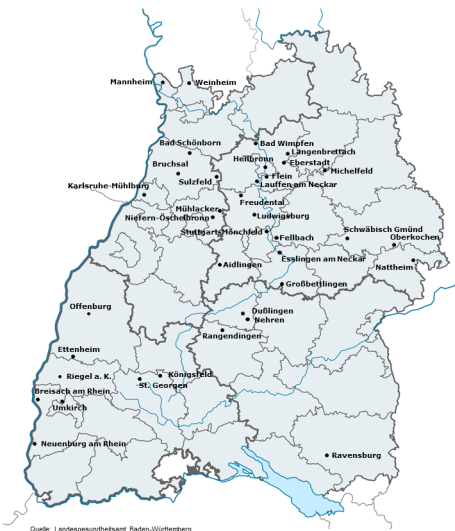 Mannheim
Weinheim
Bad Schönborn
Bad Wimpfen
Langenbrettach
Heilbronn
Eberstadt
Bruchsal
Michelfeld
Sulzfeld
Flein
Lauffen am Neckar
Karlsruhe-Mühlburg
Freudental
Mühlacker
Niefern-Öschelbronn
Ludwigsburg
Schwäbisch Gmünd
Stuttgart-Mönchfeld
Fellbach
Oberkochen
Esslingen am Neckar
Nattheim
Aidlingen
Großbettlingen
Offenburg
Dußlingen
Nehren
Rangendingen
Ettenheim
Riegel a. K.
Königsfeld
St. Georgen
Breisach am Rhein
Umkirch
Neuenburg am Rhein
Ravensburg
Quelle: Landesgesundheitsamt Baden-Württemberg